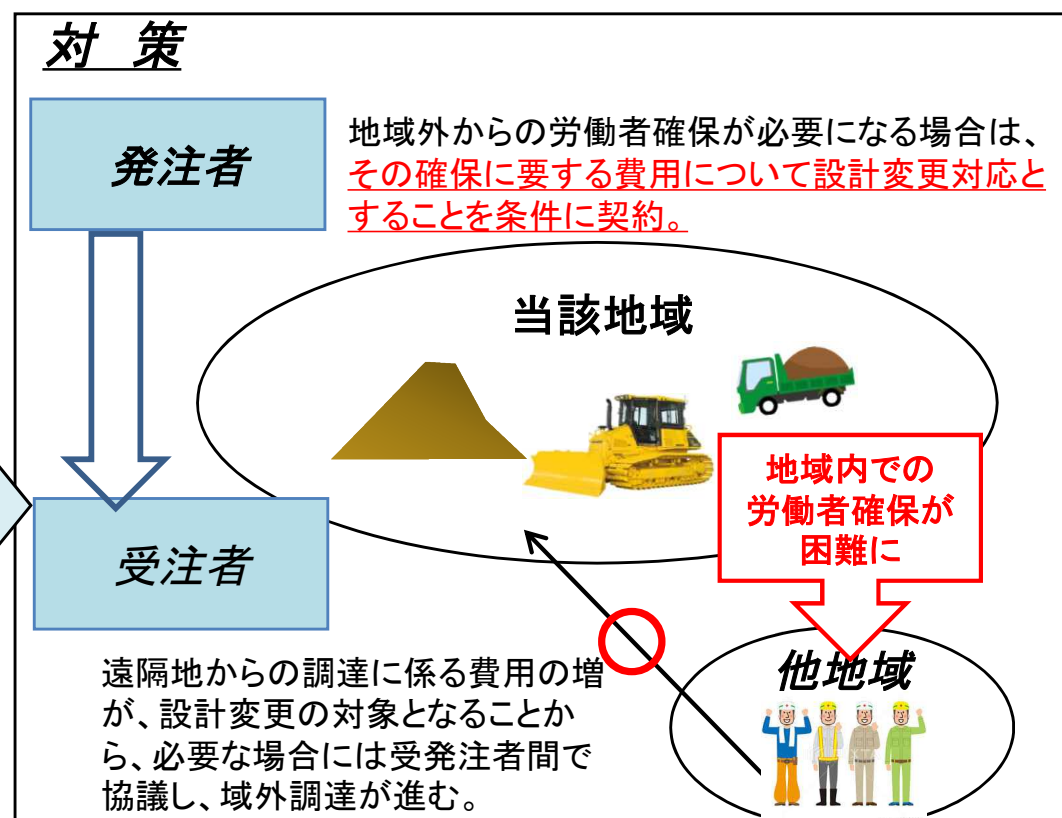 対 策
発注者
地域外からの労働者確保が必要になる場合は、
その確保に要する費用について設計変更対応と
することを条件に契約。
当該地域
地域内での
労働者確保が
困難に
受注者
他地域
遠隔地からの調達に係る費用の増
が、設計変更の対象となることか
ら、必要な場合には受発注者間で
協議し、域外調達が進む。